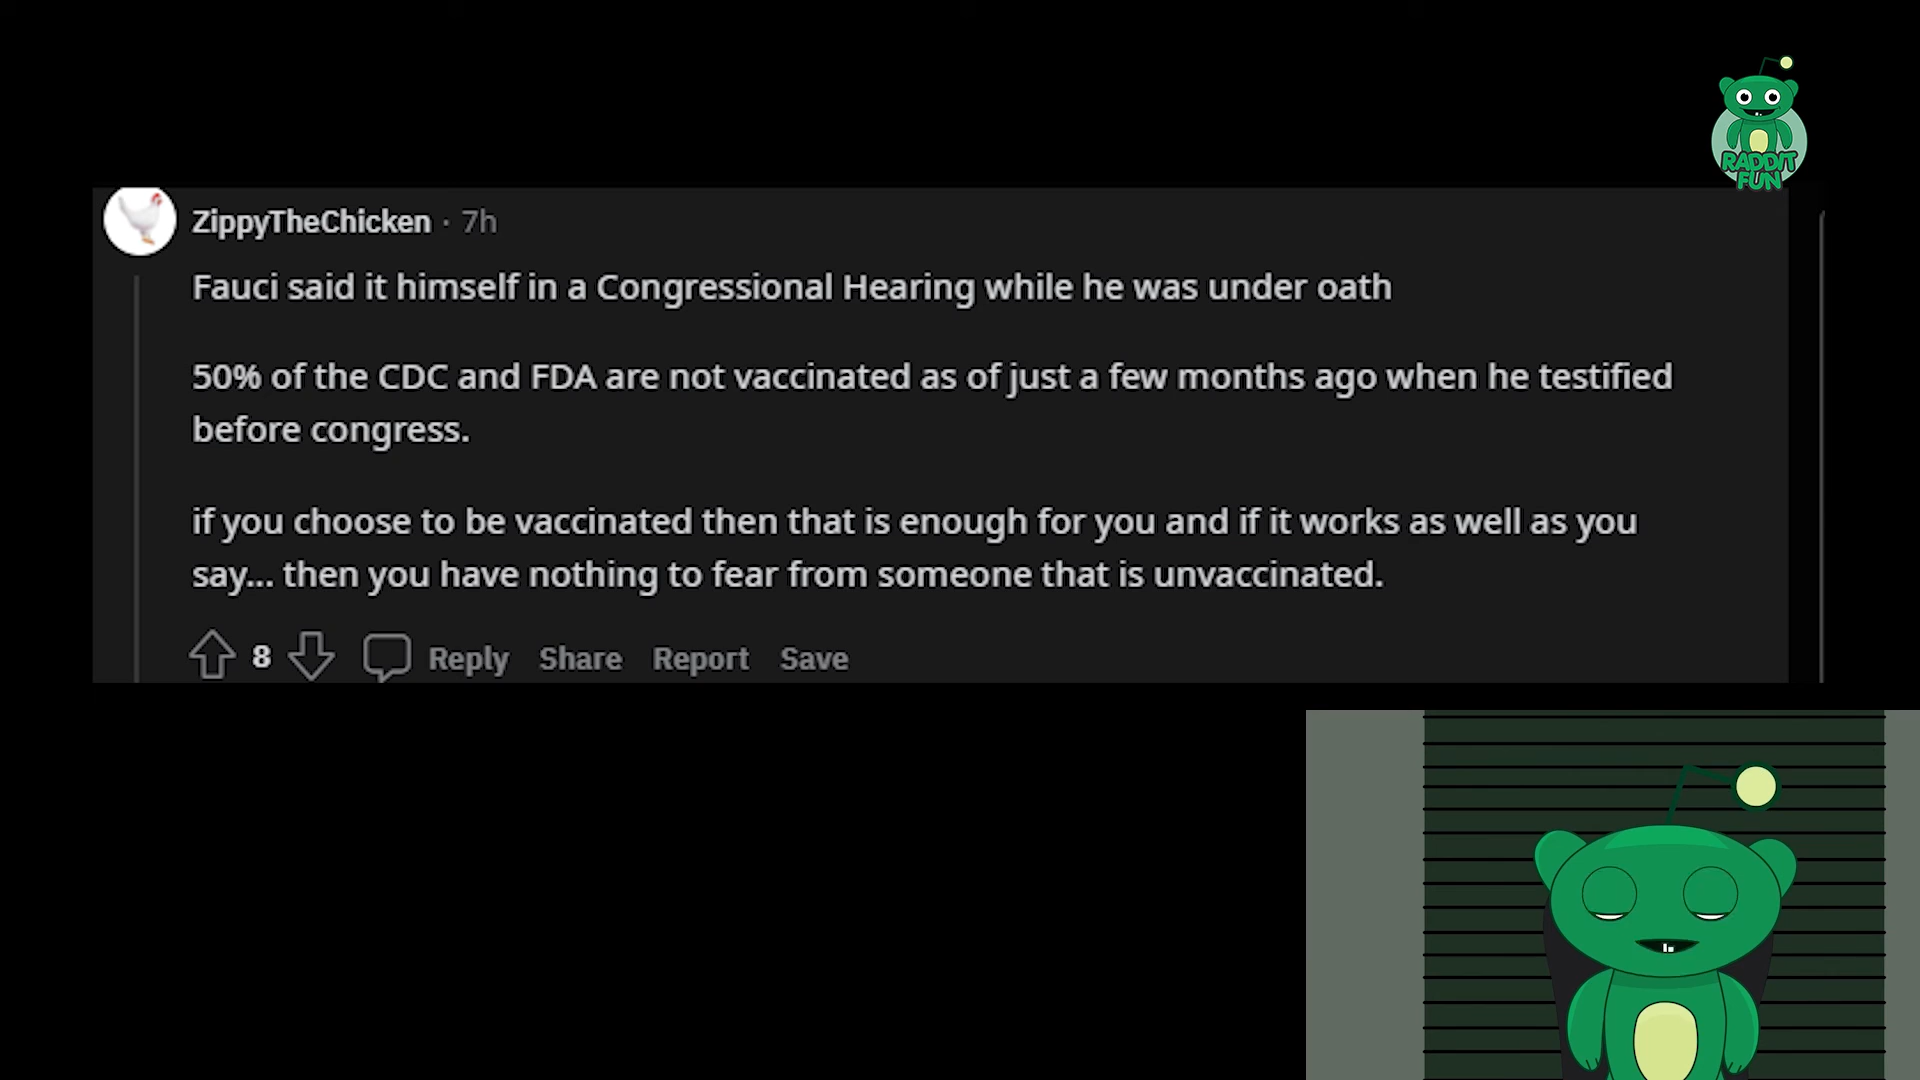 RADDIT
FUN
ZippyTheChicken · 7h
Fauci said it himself in a Congressional Hearing while he was under oath
50% of the CDC and FDA are not vaccinated as of just a few months ago when he testified
before congress.
if you choose to be vaccinated then that is enough for you and if it works as well as you
say... then you have nothing to fear from someone that is unvaccinated.
8 Reply Share Report Save